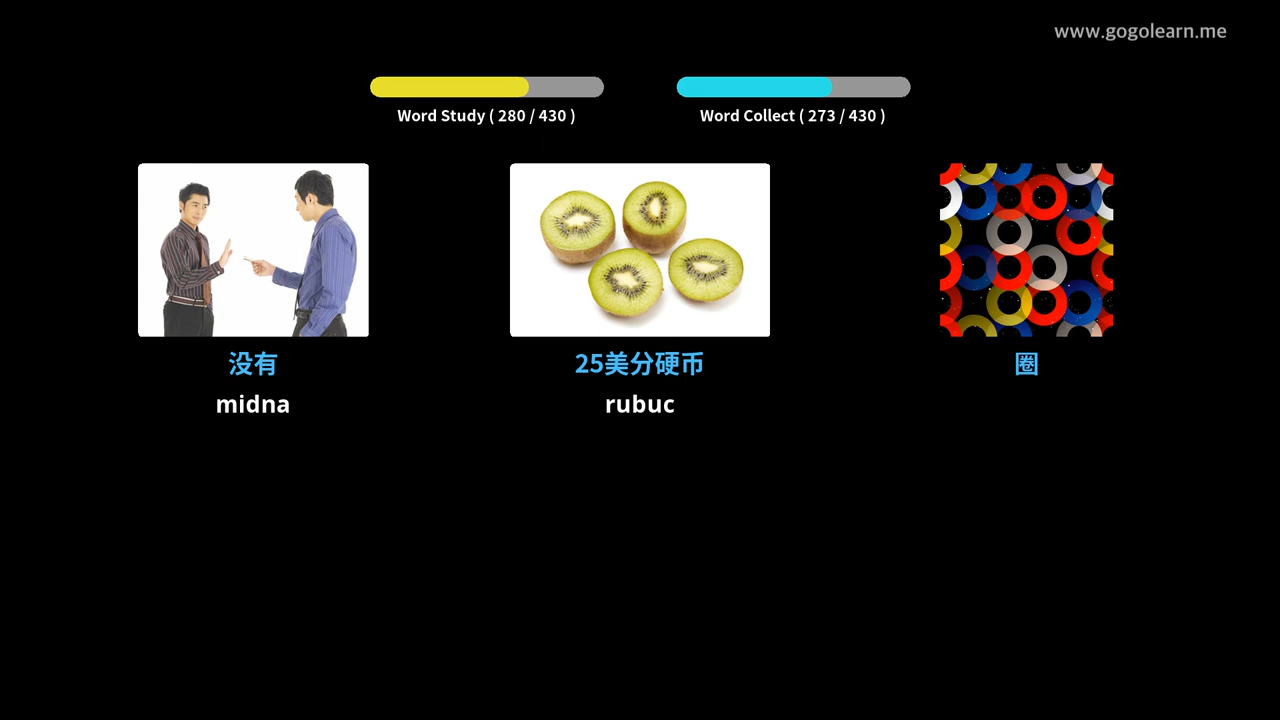 www.gogolearn.me
Word Study ( 280 / 430 )
Word Collect ( 273 / 430 )
没有
25美分硬币
圈
midna
rubuc